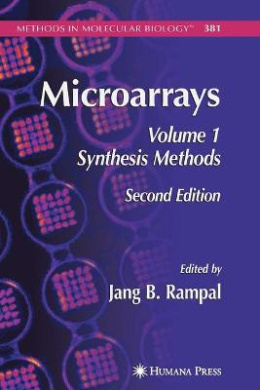 METHODS IN MOLECULAR BIOLOGY™ 381
Microarrays
Volume 1
Synthesis Methods
Second Edition
Edited by
Jang B. Rampal
HUMANA PRESS